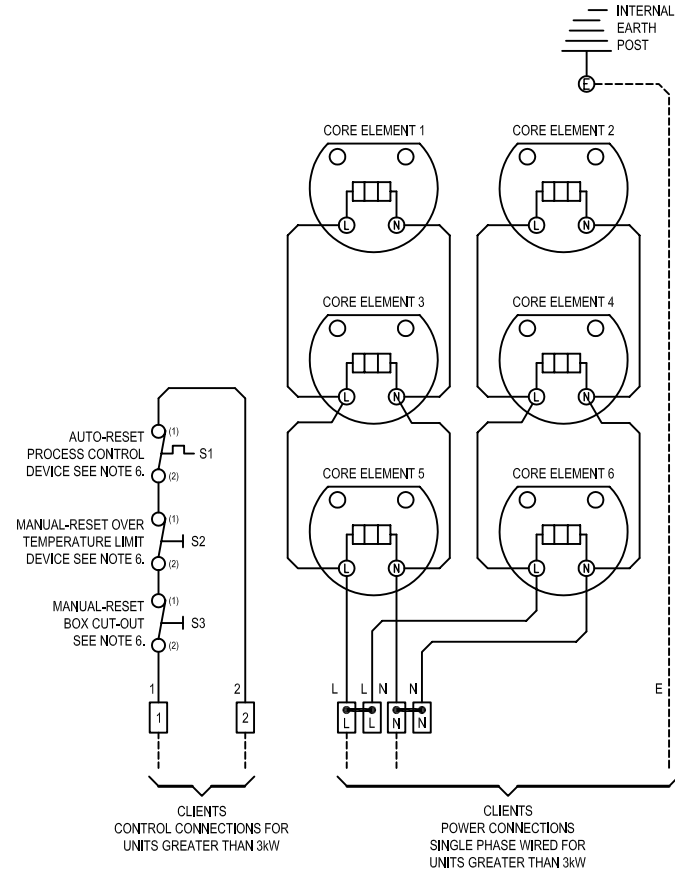 INTERNAL
EARTH
POST
E
CORE ELEMENT 1
CORE ELEMENT 2
L N
L N
CORE ELEMENT 3
CORE ELEMENT 4
L N
L N
CORE ELEMENT 5
CORE ELEMENT 6
L N
L N
AUTO-RESET
PROCESS CONTROL
DEVICE SEE NOTE 6.
(1)
S1
(2)
MANUAL-RESET OVER
TEMPERATURE LIMIT
DEVICE SEE NOTE 6.
(1)
S2
(2)
MANUAL-RESET
BOX CUT-OUT
SEE NOTE 6.
(1)
S3
(2)
1 2
1 2
L L N N
L L N N
E
CLIENTS
CONTROL CONNECTIONS FOR
UNITS GREATER THAN 3kW
CLIENTS
POWER CONNECTIONS
SINGLE PHASE WIRED FOR
UNITS GREATER THAN 3kW